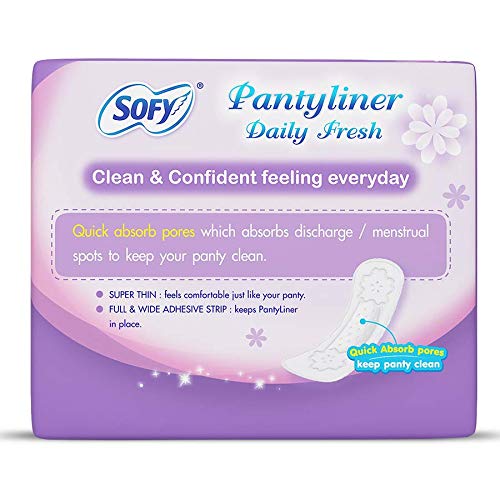 SOFY®
Pantyliner
Daily Fresh
Clean & Confident feeling everyday
Quick absorb pores which absorbs discharge / menstrual
spots to keep your panty clean.
• SUPER THIN : feels comfortable just like your panty.
• FULL & WIDE ADHESIVE STRIP : keeps PantyLiner
in place.
Quick Absorb pores
keep panty clean